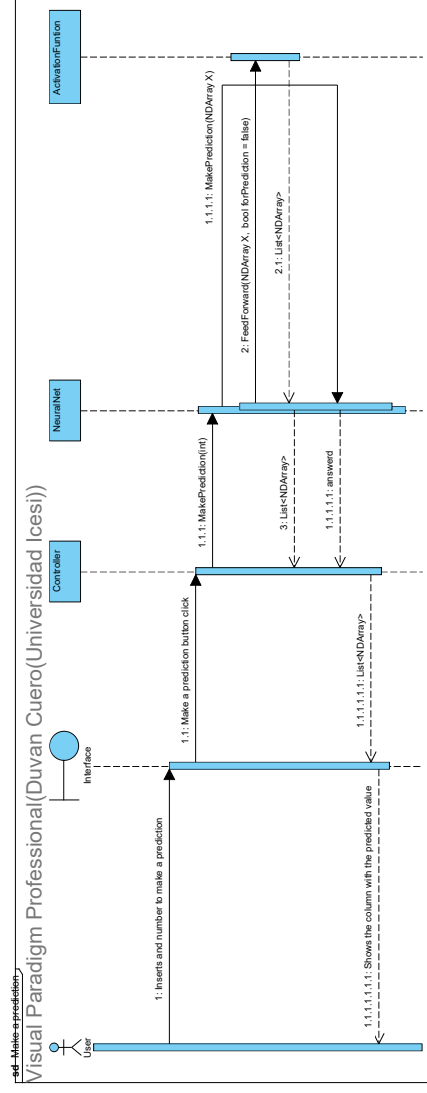 sd Make a prediction
Visual Paradigm Professional(Duvan Cuero(Universidad Icesi))
User
Interface
Controller
NeuralNet
ActivationFuntion
1: Inserts and number to make a prediction
1.1: Make a prediction button click
1.1.1: MakePrediction(int)
1.1.1.1: MakePrediction(NDArray X)
2: FeedForward(NDArray X, bool forPrediction = false)
2.1: List<NDArray>
3: List<NDArray>
1.1.1.1.1: answerd
1.1.1.1.1.1: List<NDArray>
1.1.1.1.1.1.1: Shows the column with the predicted value